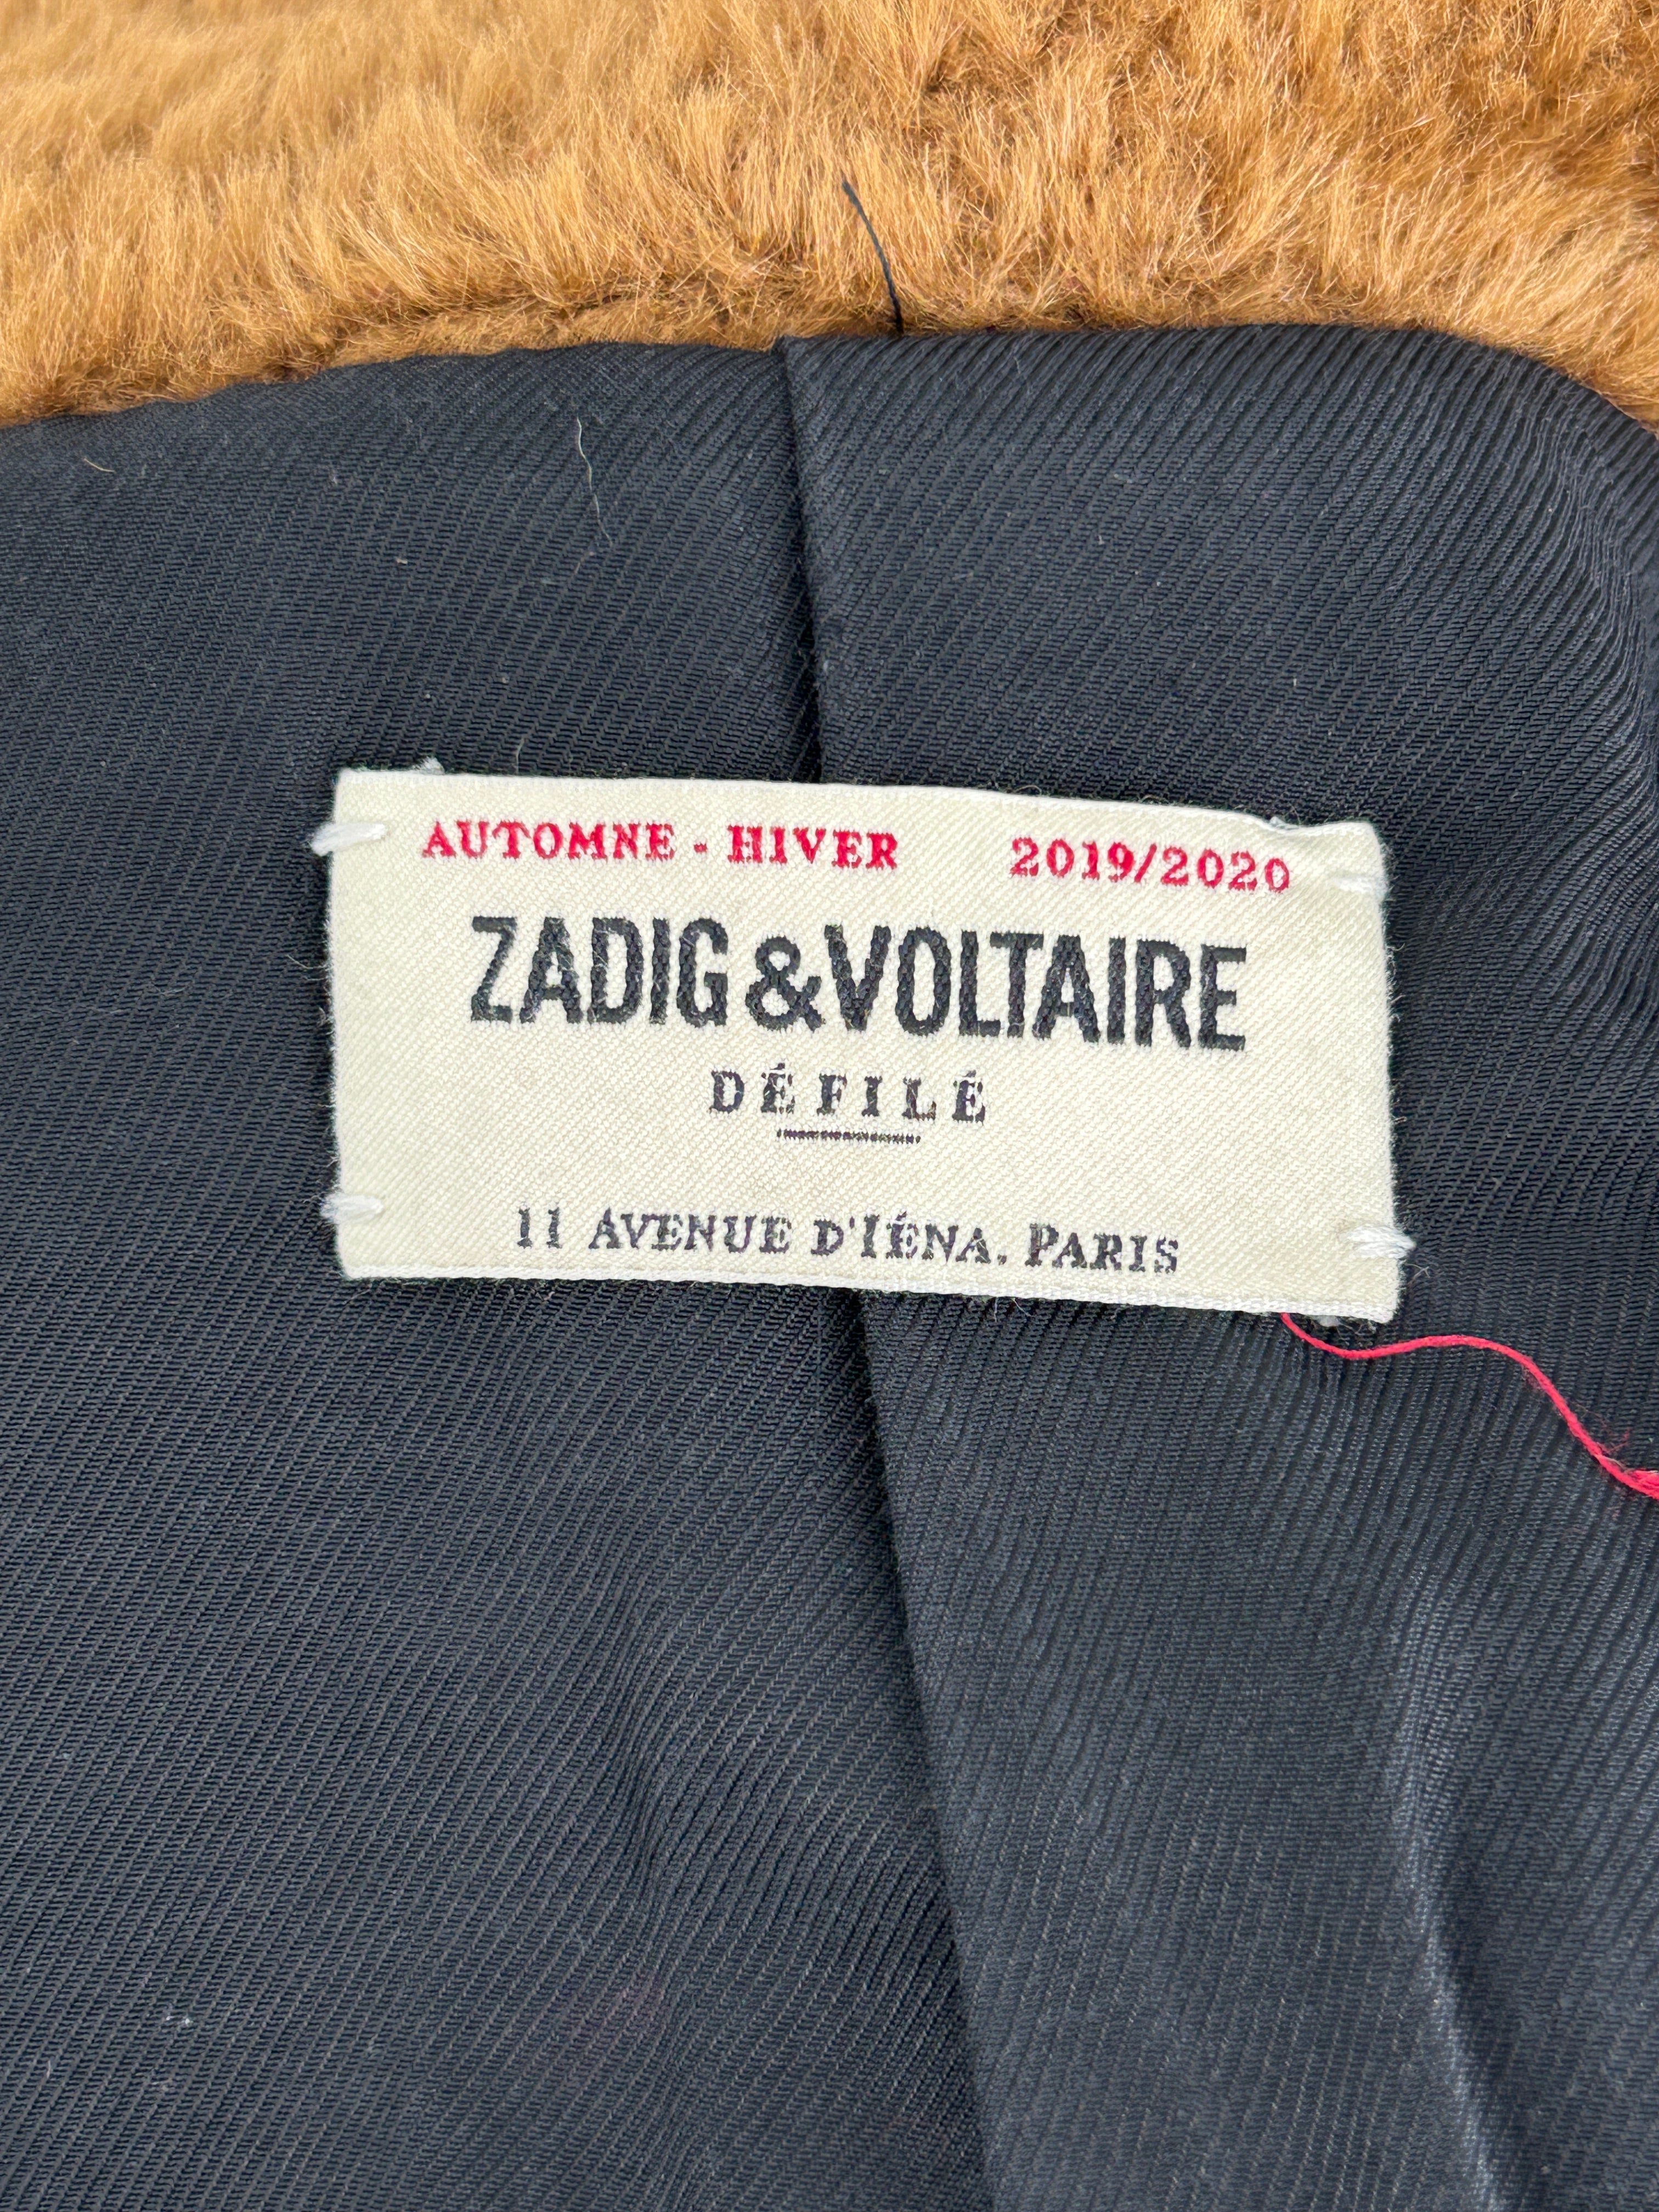 AUTOMNE - HIVER 2019/2020
ZADIG & VOLTAIRE
DÉFILÉ
11 AVENUE D'IÉNA, PARIS